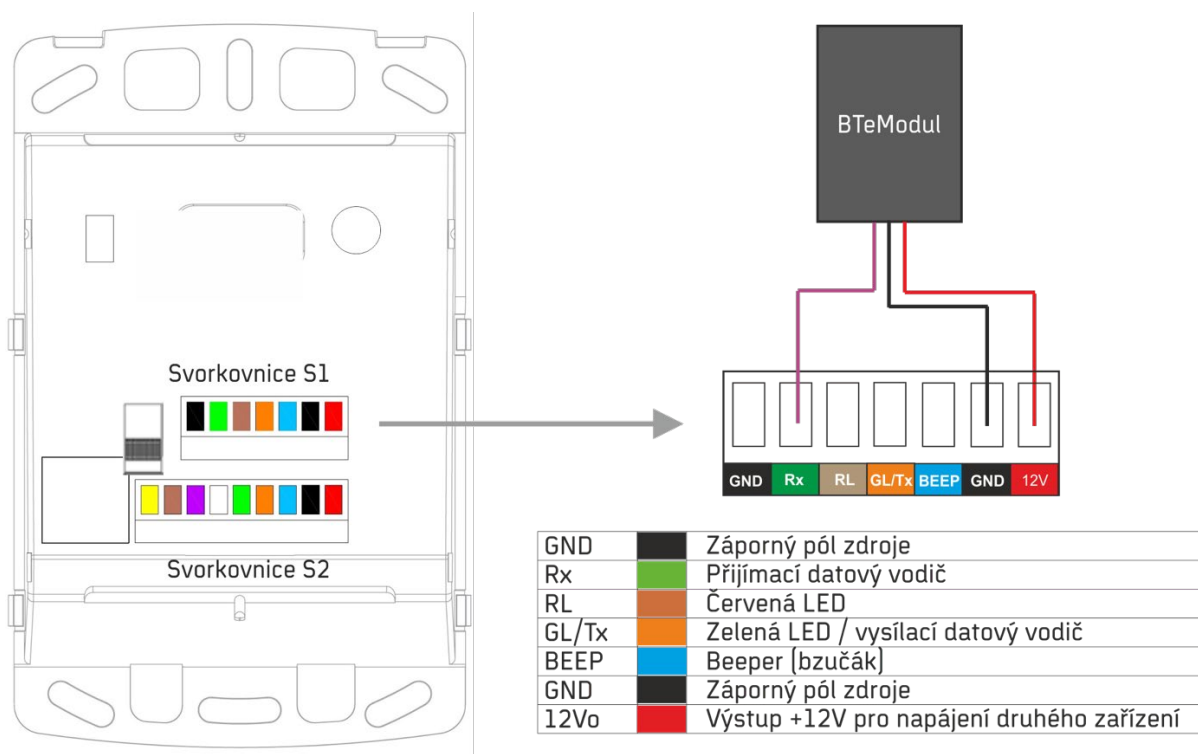 BTeModul
Svorkovnice S1
Svorkovnice S2
GND Rx RL GL/Tx BEEP GND 12V
GND Záporný pól zdroje
Rx Přijímací datový vodič
RL Červená LED
GL/Tx Zelená LED / vysílací datový vodič
BEEP Beeper (bzučák)
GND Záporný pól zdroje
12Vo Výstup +12V pro napájení druhého zařízení